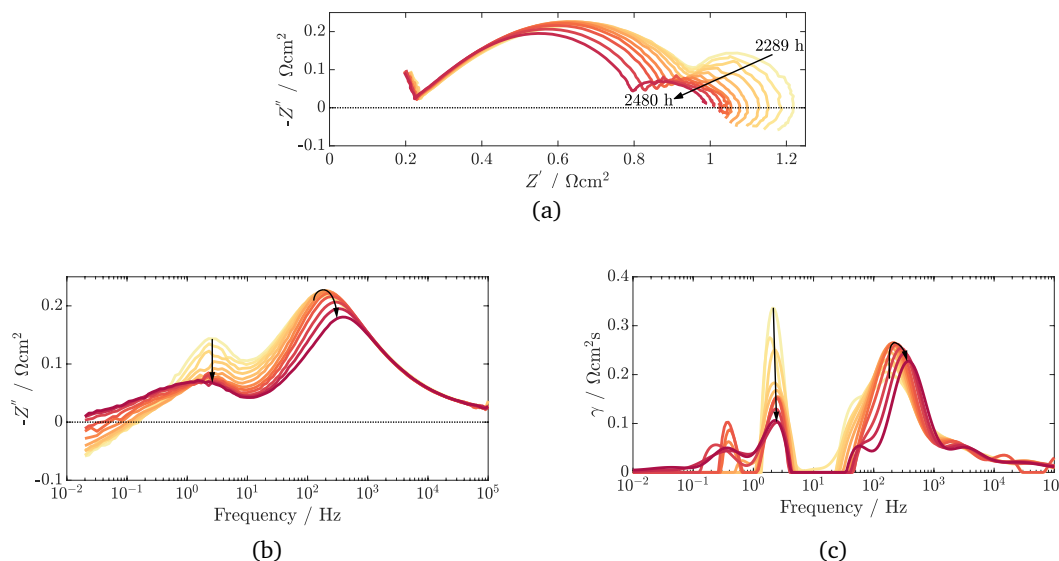 0.2
0.1
0
-0.1
-Z'' / Ωcm²
2289 h
2480 h
0 0.2 0.4 0.6 0.8 1 1.2
Z' / Ωcm²
(a)
0.2
0.1
0
-0.1
-Z'' / Ωcm²
10⁻² 10⁻¹ 10⁰ 10¹ 10² 10³ 10⁴ 10⁵
Frequency / Hz
(b)
0.4
0.3
0.2
0.1
0
γ / Ωcm²s
10⁻² 10⁻¹ 10⁰ 10¹ 10² 10³ 10⁴ 10
Frequency / Hz
(c)